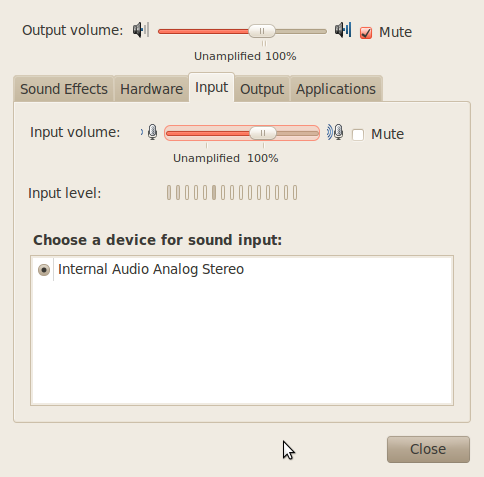 Output volume: Mute
Unamplified 100%
Sound Effects Hardware Input Output Applications
Input volume: Mute
Unamplified 100%
Input level:
Choose a device for sound input:
Internal Audio Analog Stereo
Close